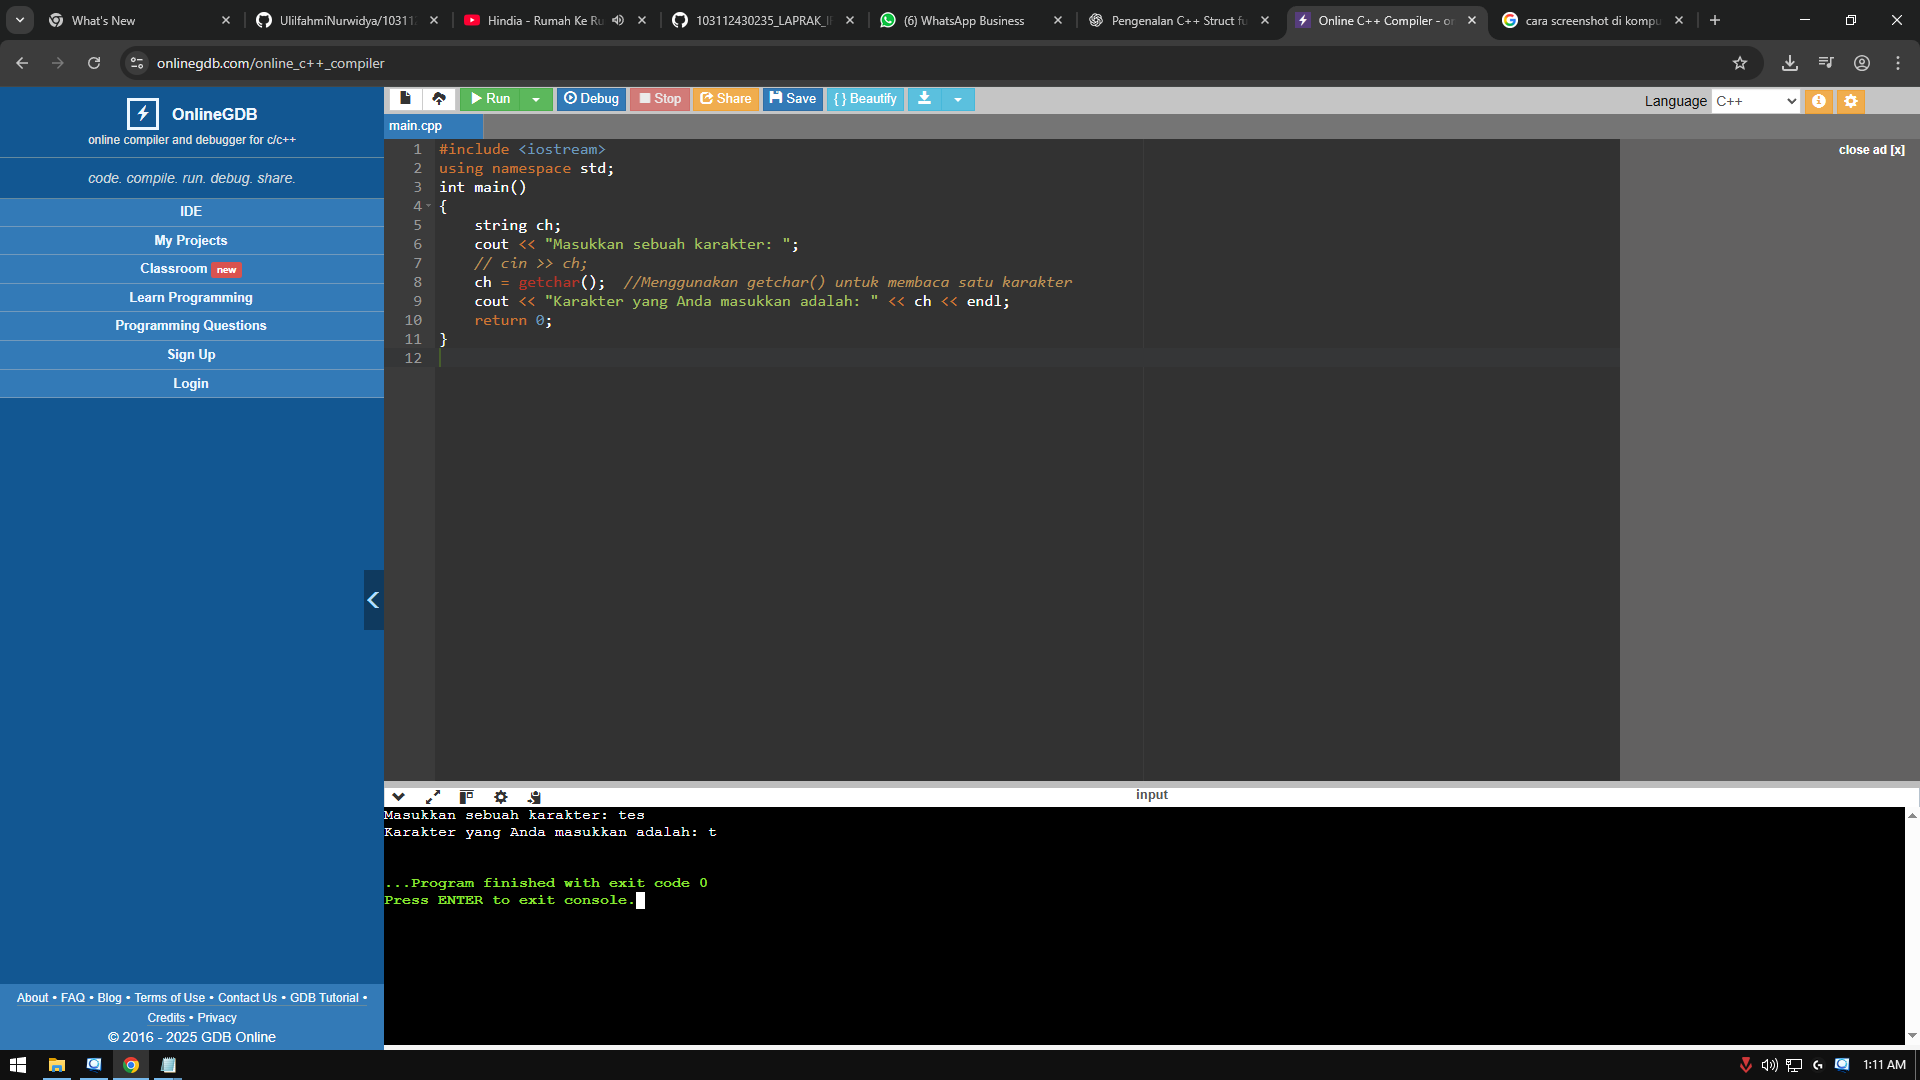 What's New
UlilfahmiNurwidya/10311
Hindia - Rumah Ke Ru
103112430235_LAPRAK_
(6) WhatsApp Business
Pengenalan C++ Struct fu
Online C++ Compiler - o
cara screenshot di kompu
onlinegdb.com/online_c++_compiler
OnlineGDB
online compiler and debugger for c/c++
code. compile. run. debug. share.
IDE
My Projects
Classroom new
Learn Programming
Programming Questions
Sign Up
Login
About • FAQ • Blog • Terms of Use • Contact Us • GDB Tutorial •
Credits • Privacy
© 2016 - 2025 GDB Online
Run Debug Stop Share Save { } Beautify
Language C++
main.cpp
close ad [x]
1 #include <iostream>
2 using namespace std;
3 int main()
4 {
5 string ch;
6 cout << "Masukkan sebuah karakter: ";
7 // cin >> ch;
8 ch = getchar(); //Menggunakan getchar() untuk membaca satu karakter
9 cout << "Karakter yang Anda masukkan adalah: " << ch << endl;
10 return 0;
11 }
12
input
Masukkan sebuah karakter: tes
Karakter yang Anda masukkan adalah: t
...Program finished with exit code 0
Press ENTER to exit console.
1:11 AM